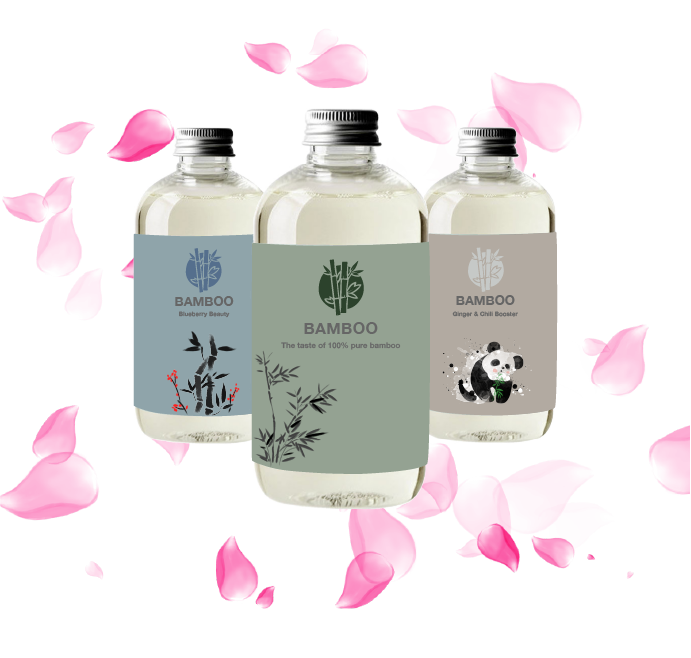 BAMBOO
Blueberry Beauty
BAMBOO
The taste of 100% pure bamboo
BAMBOO
Ginger & Chili Booster